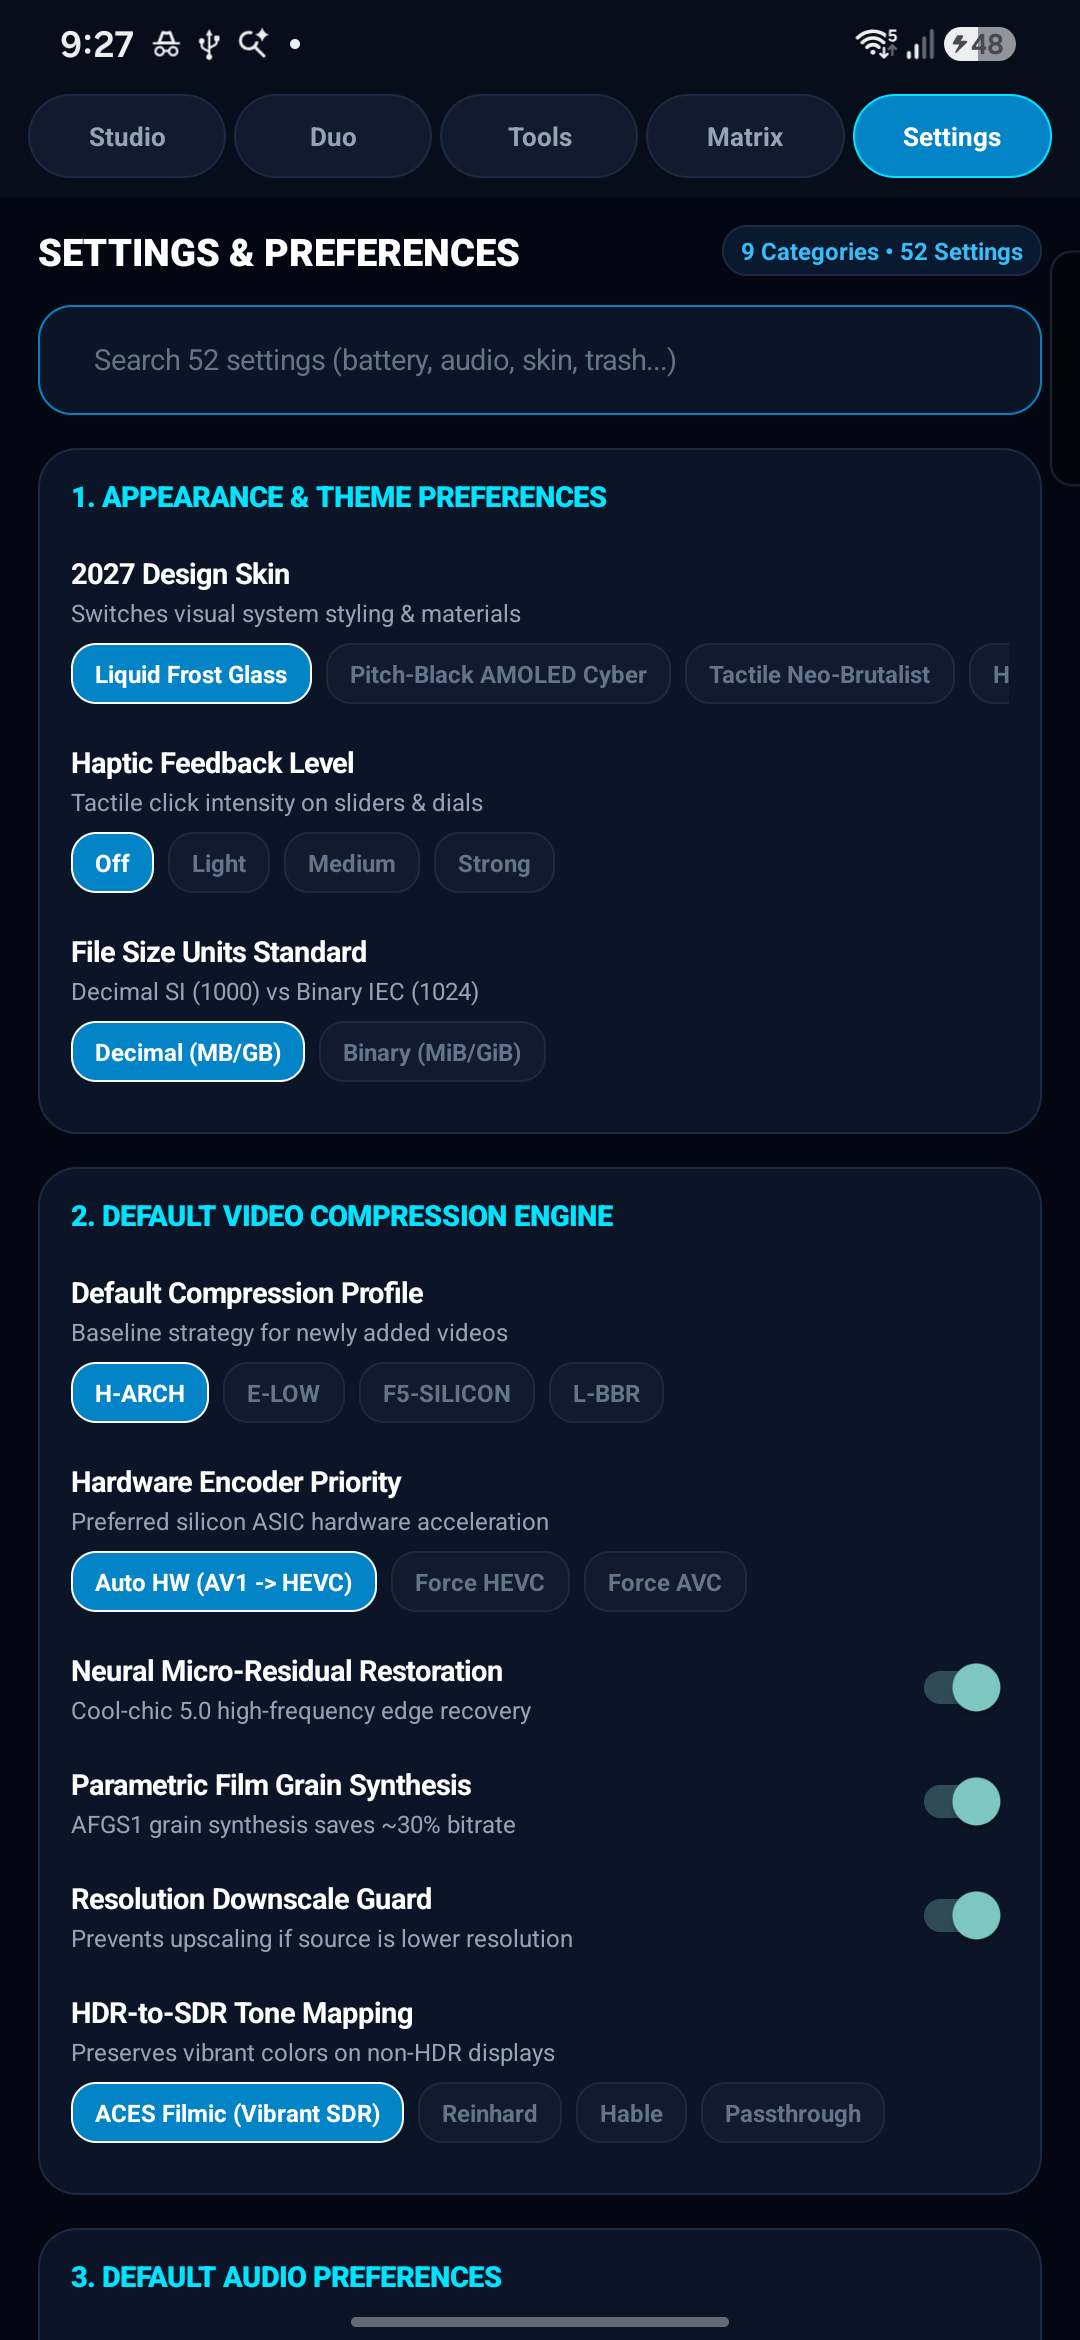 9:27
5
48
Studio
Duo
Tools
Matrix
Settings
SETTINGS & PREFERENCES
9 Categories • 52 Settings
Search 52 settings (battery, audio, skin, trash...)
1. APPEARANCE & THEME PREFERENCES
2027 Design Skin
Switches visual system styling & materials
Liquid Frost Glass
Pitch-Black AMOLED Cyber
Tactile Neo-Brutalist
H
Haptic Feedback Level
Tactile click intensity on sliders & dials
Off
Light
Medium
Strong
File Size Units Standard
Decimal SI (1000) vs Binary IEC (1024)
Decimal (MB/GB)
Binary (MiB/GiB)
2. DEFAULT VIDEO COMPRESSION ENGINE
Default Compression Profile
Baseline strategy for newly added videos
H-ARCH
E-LOW
F5-SILICON
L-BBR
Hardware Encoder Priority
Preferred silicon ASIC hardware acceleration
Auto HW (AV1 -> HEVC)
Force HEVC
Force AVC
Neural Micro-Residual Restoration
Cool-chic 5.0 high-frequency edge recovery
Parametric Film Grain Synthesis
AFGS1 grain synthesis saves ~30% bitrate
Resolution Downscale Guard
Prevents upscaling if source is lower resolution
HDR-to-SDR Tone Mapping
Preserves vibrant colors on non-HDR displays
ACES Filmic (Vibrant SDR)
Reinhard
Hable
Passthrough
3. DEFAULT AUDIO PREFERENCES